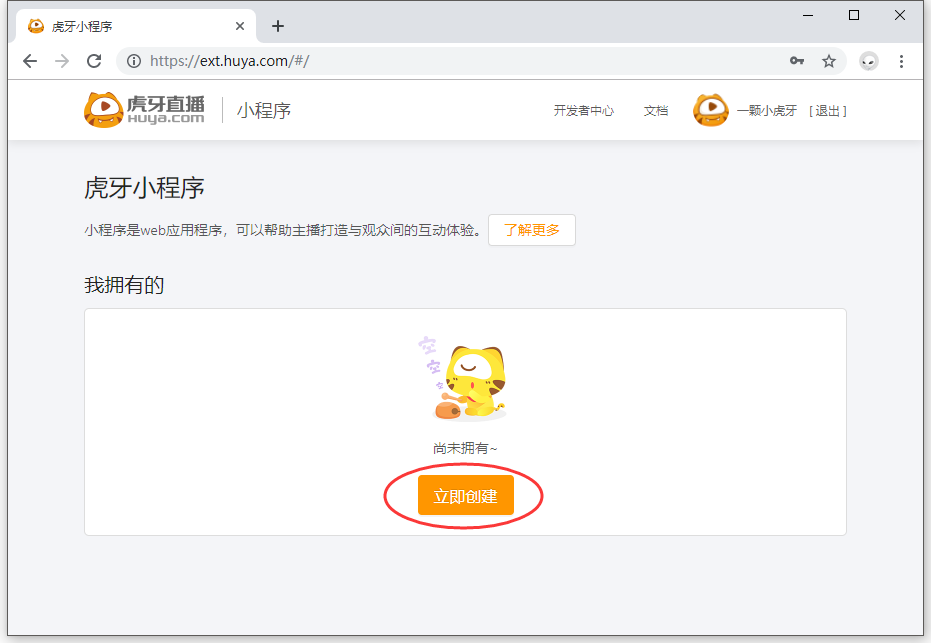 虎牙小程序
https://ext.huya.com/#/
虎牙直播
HUYA.com
小程序
开发者中心
文档
一颗小虎牙
[ 退出 ]
虎牙小程序
小程序是web应用程序，可以帮助主播打造与观众间的互动体验。
了解更多
我拥有的
空
空
空
尚未拥有~
立即创建